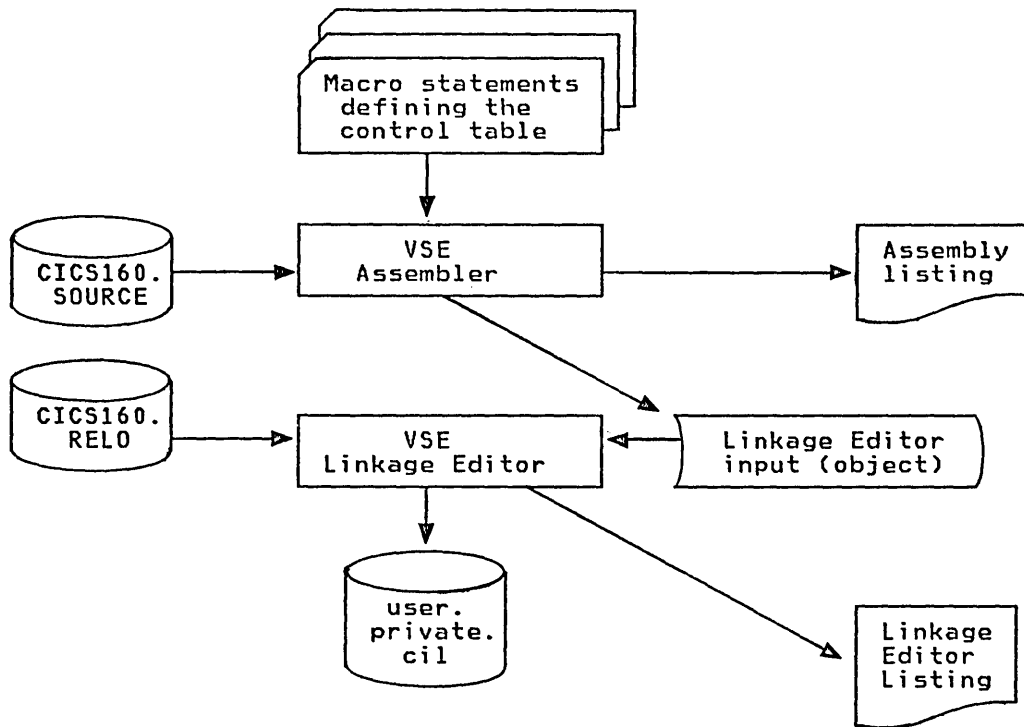 Macro statements
defining the
control table
CICS160.
SOURCE
VSE
Assembler
Assembly
listing
CICS160.
RELO
VSE
Linkage Editor
Linkage Editor
input (object)
user.
private.
cil
Linkage
Editor
Listing